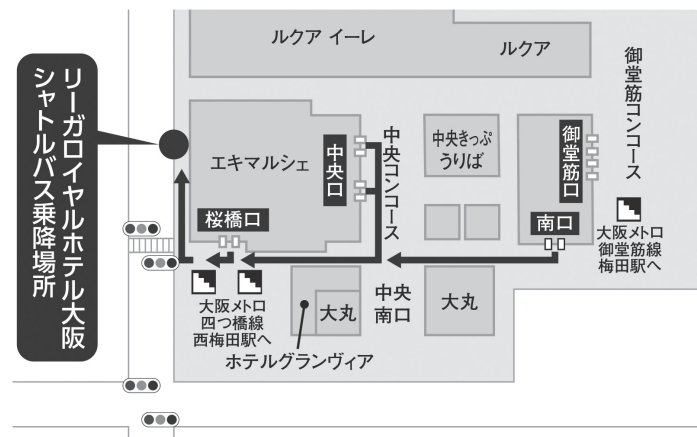 リーガロイヤルホテル大阪
シャトルバス乗降場所
ルクア イーレ
ルクア
御堂筋コンコース
エキマルシェ
中央口
中央コンコース
中央きっぷ
うりば
御堂筋口
桜橋口
南口
大阪メトロ
御堂筋線
梅田駅へ
大阪メトロ
四つ橋線
西梅田駅へ
大丸
中央
南口
大丸
ホテルグランヴィア